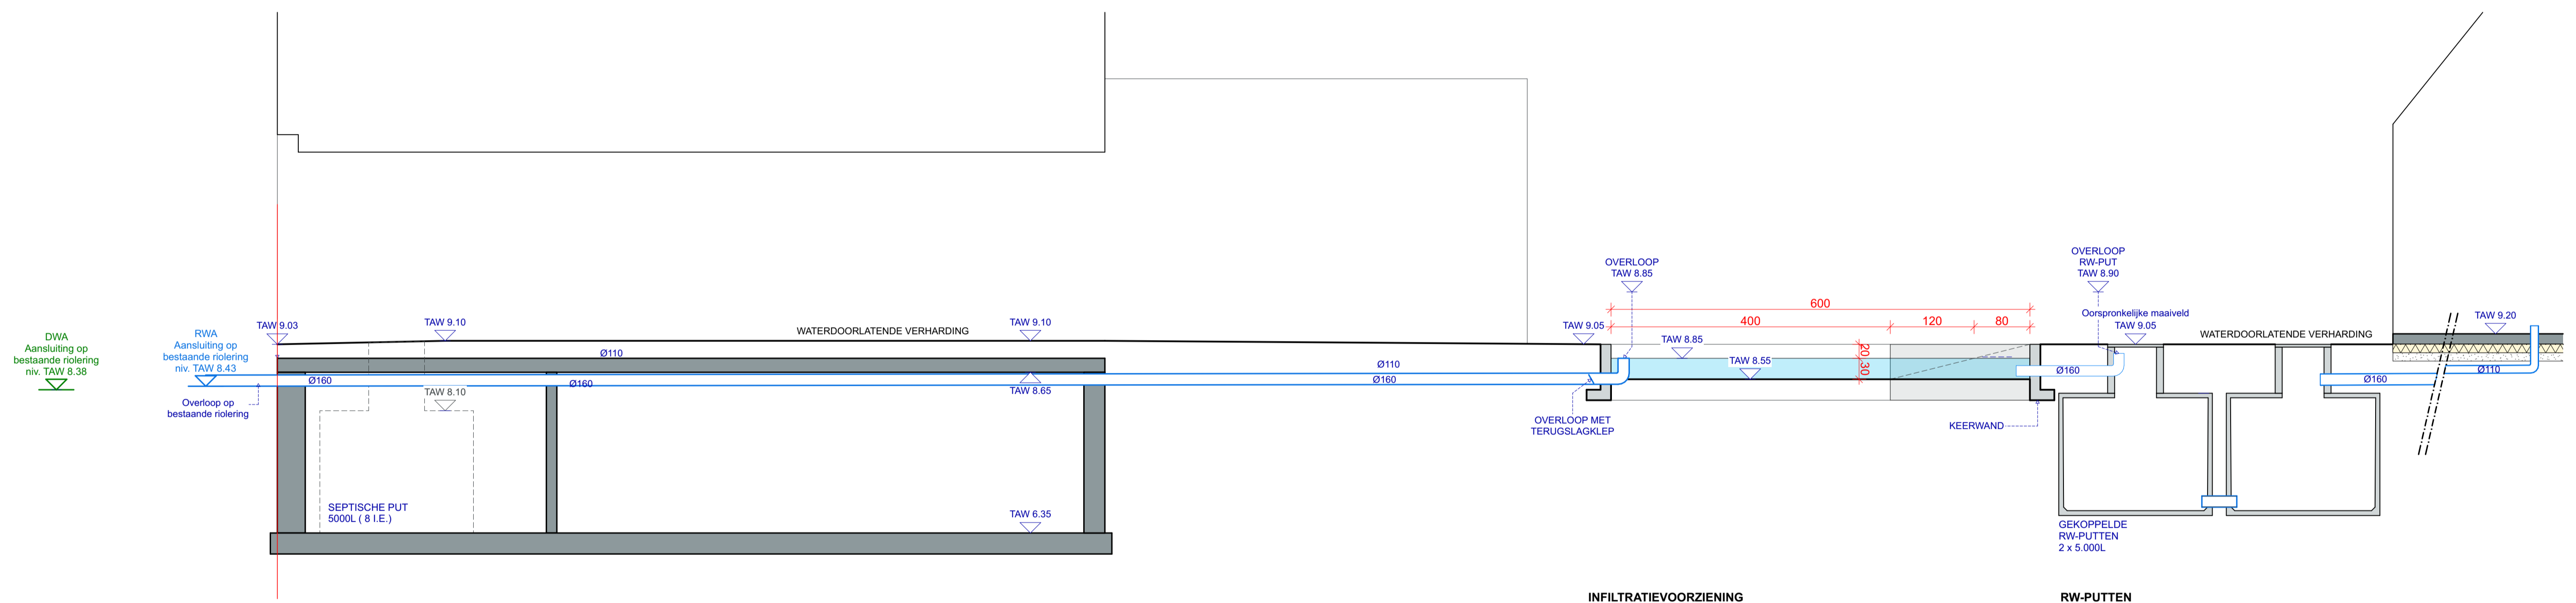 DWA
Aansluiting op
bestaande riolering
niv. TAW 8.38
RWA
Aansluiting op
bestaande riolering
niv. TAW 8.43
Overloop op
bestaande riolering
TAW 9.03
TAW 9.10
WATERDOORLATENDE VERHARDING
TAW 9.10
Ø110
Ø160
Ø160
TAW 8.10
TAW 8.65
SEPTISCHE PUT
5000L ( 8 I.E.)
TAW 6.35
Ø110
Ø160
OVERLOOP
TAW 8.85
TAW 9.05
600
400
120
80
TAW 8.85
TAW 8.55
20
30
OVERLOOP MET
TERUGSLAGKLEP
KEERWAND
OVERLOOP
RW-PUT
TAW 8.90
Oorspronkelijke maaiveld
TAW 9.05
WATERDOORLATENDE VERHARDING
TAW 9.20
Ø160
Ø160
Ø110
GEKOPPELDE
RW-PUTTEN
2 x 5.000L
INFILTRATIEVOORZIENING
RW-PUTTEN